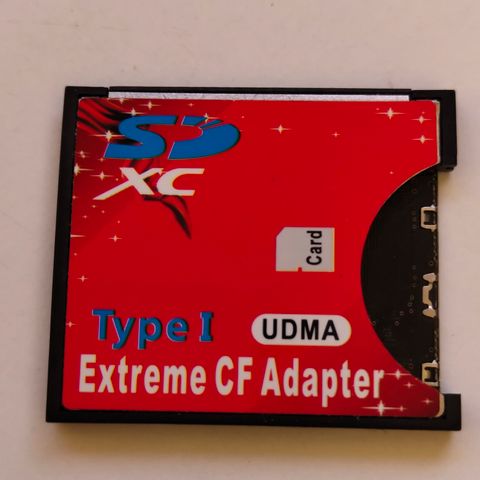 SD
XC
Card
Type I
UDMA
Extreme CF Adapter